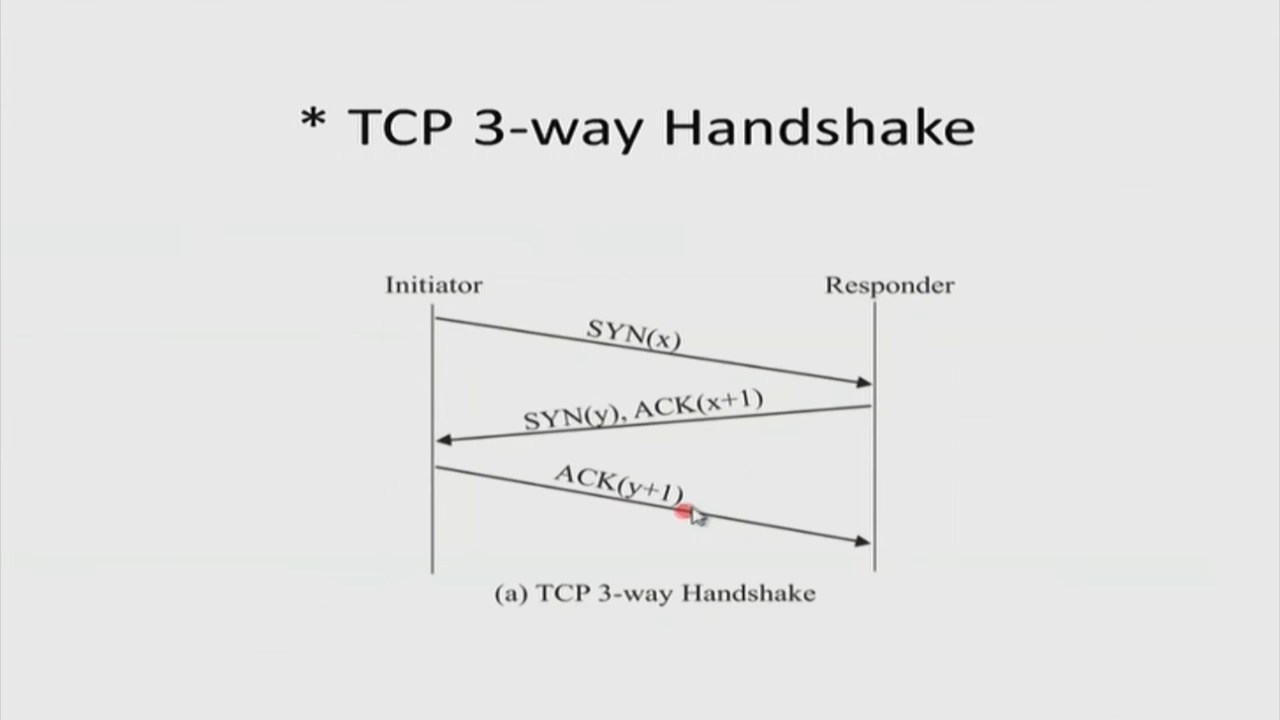 * TCP 3-way Handshake
Initiator
Responder
SYN(x)
SYN(y), ACK(x+1)
ACK(y+1)
(a) TCP 3-way Handshake